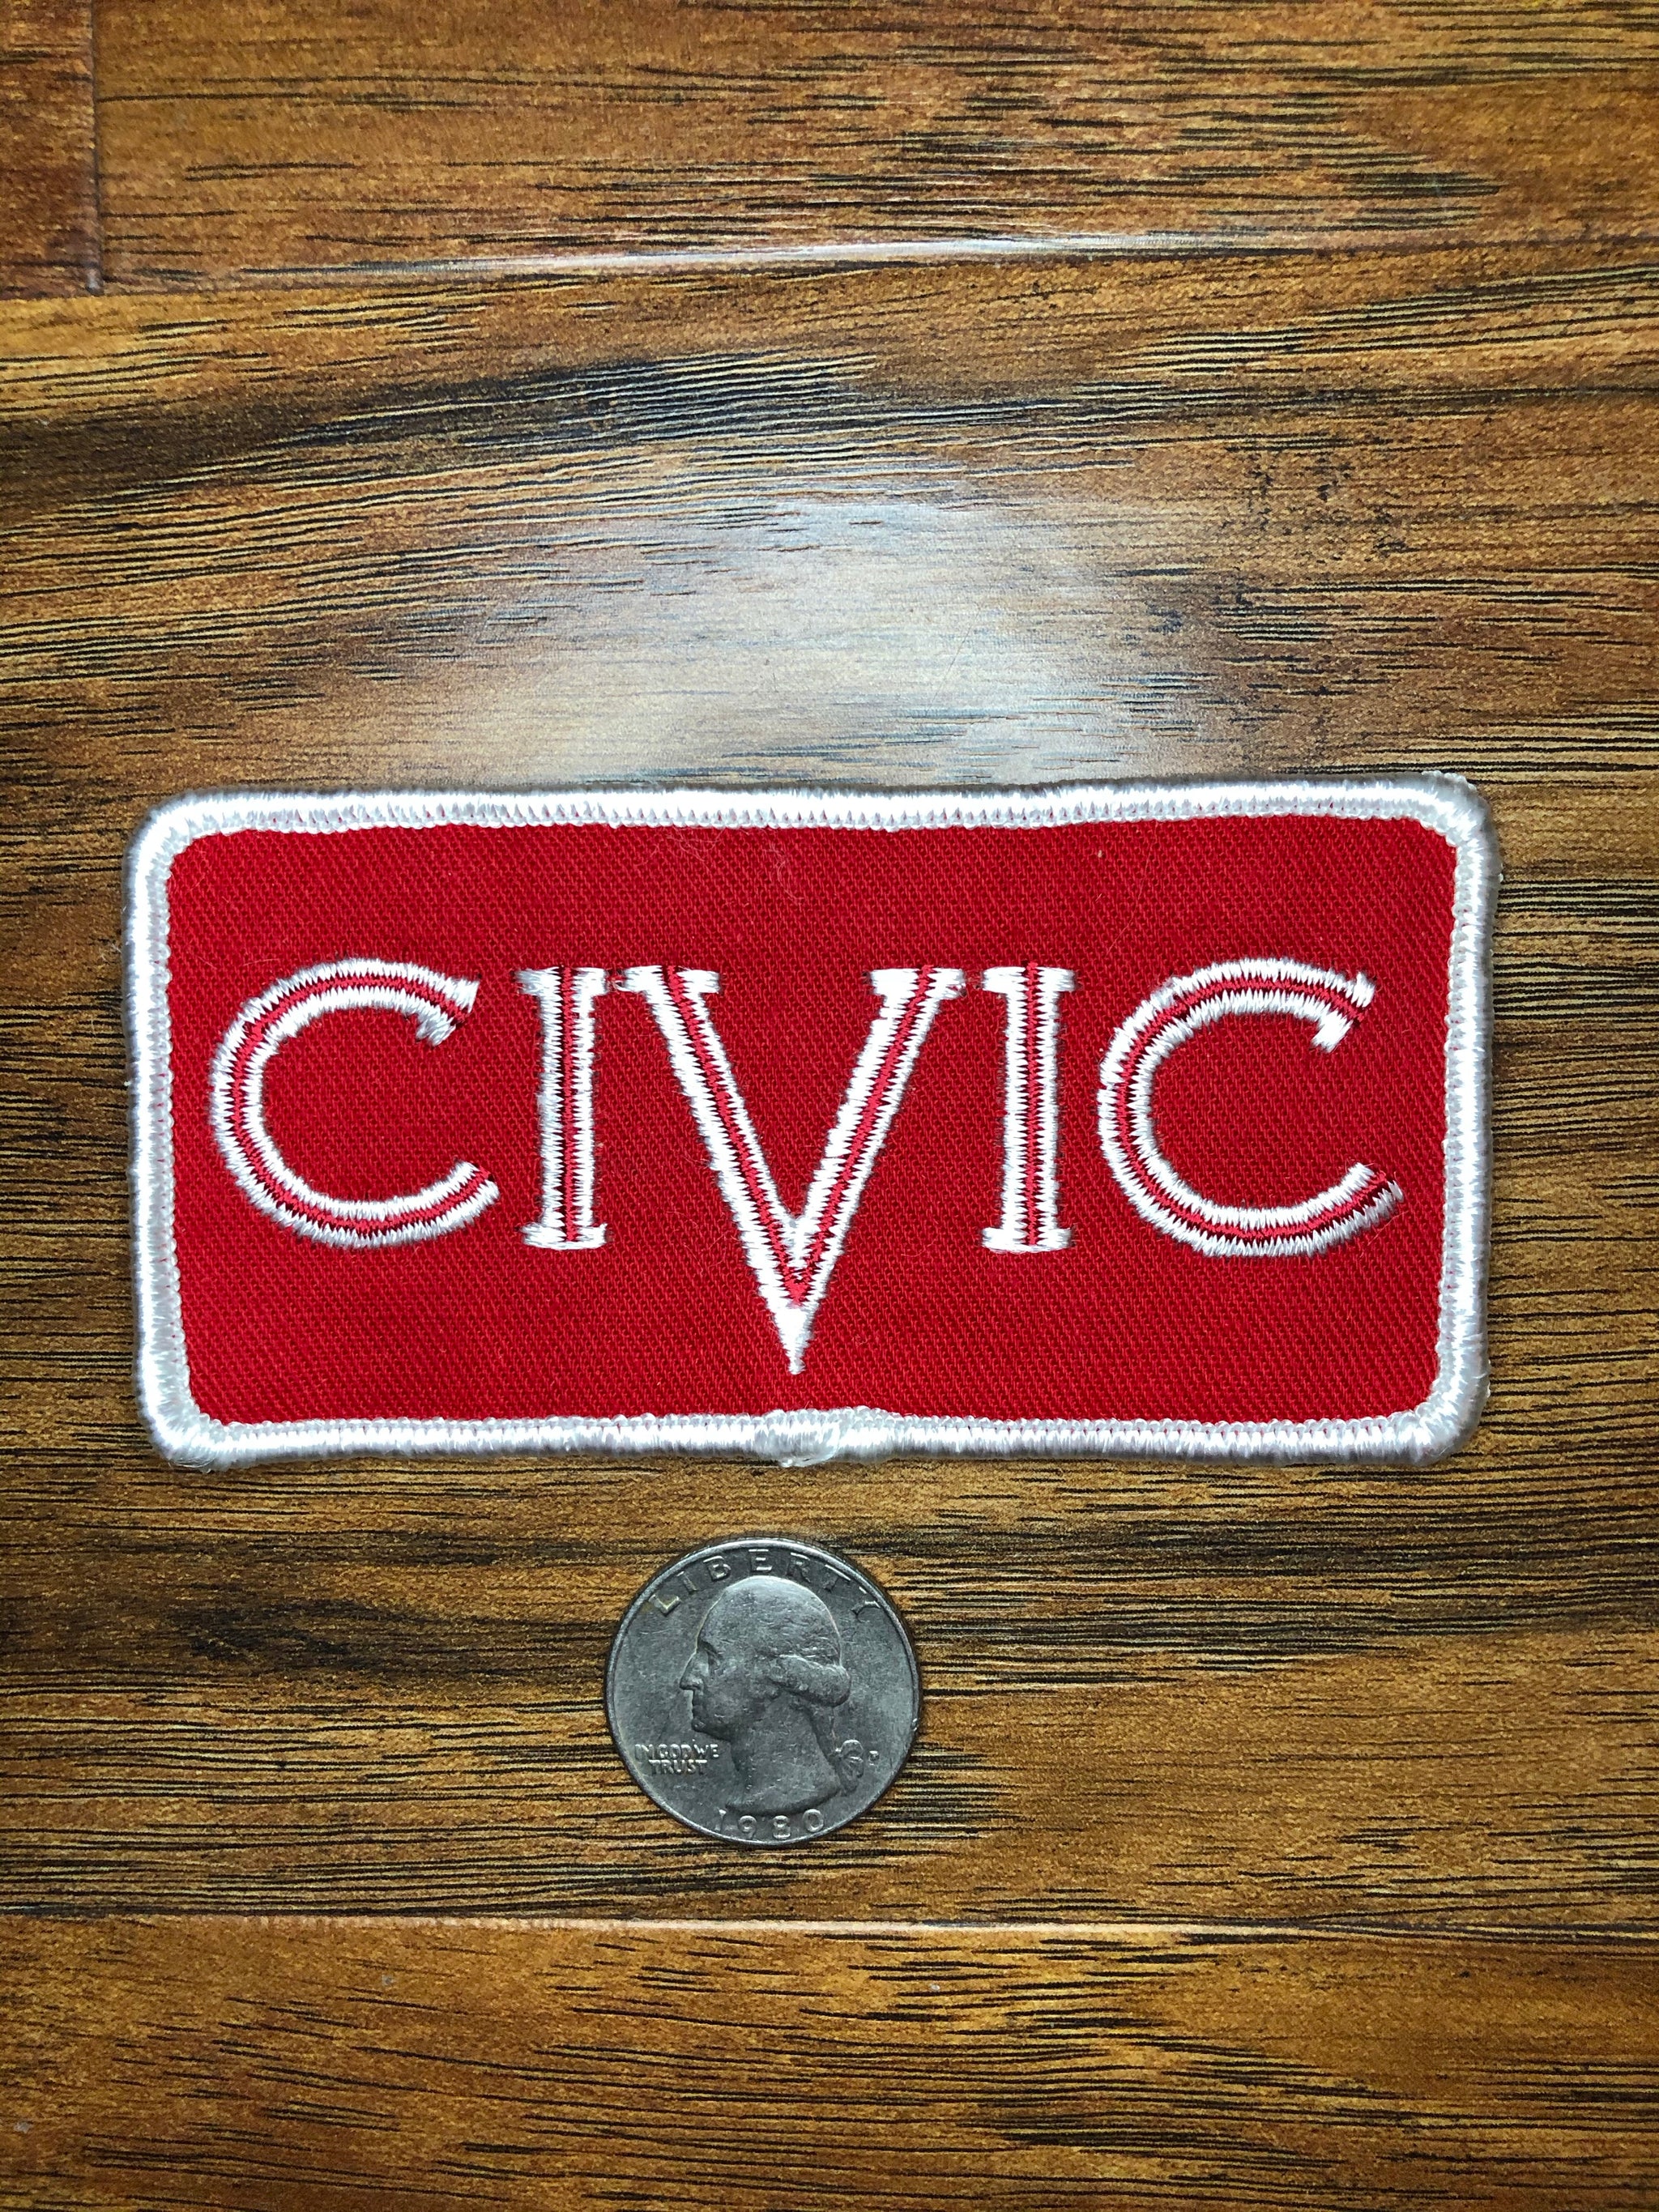 CIVIC
LIBERTY
IN GOD WE
TRUST
D
1980